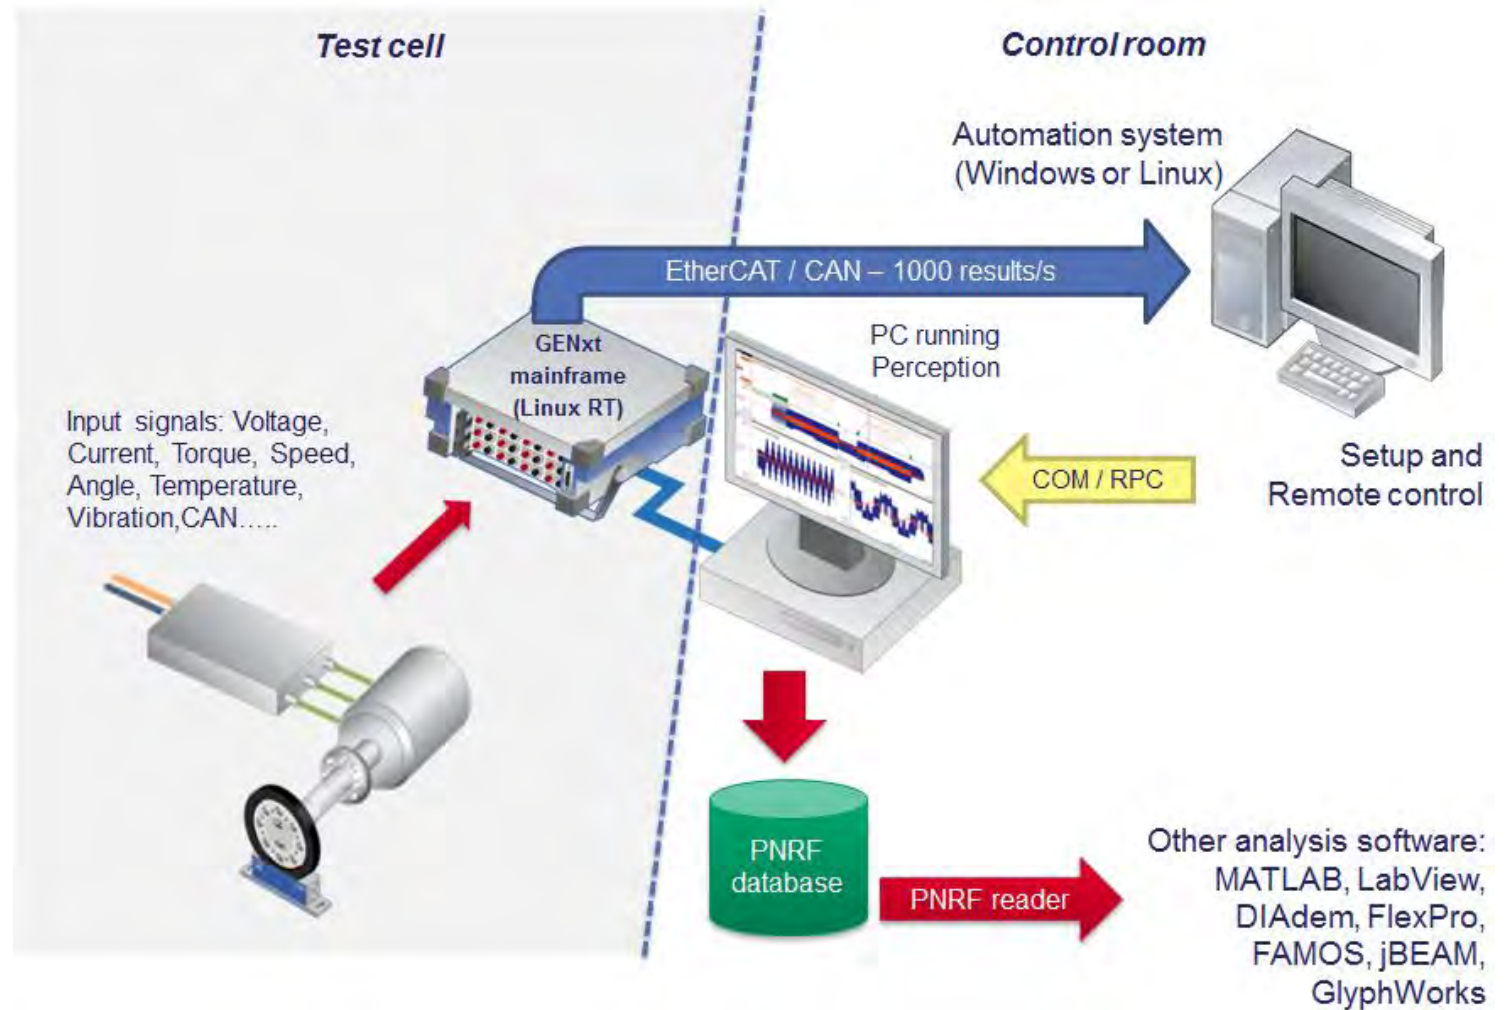 Test cell
Control room
Automation system
(Windows or Linux)
EtherCAT / CAN – 1000 results/s
GENxt
mainframe
(Linux RT)
PC running
Perception
Input signals: Voltage,
Current, Torque, Speed,
Angle, Temperature,
Vibration,CAN…..
COM / RPC
Setup and
Remote control
PNRF
database
PNRF reader
Other analysis software:
MATLAB, LabView,
DIAdem, FlexPro,
FAMOS, jBEAM,
GlyphWorks